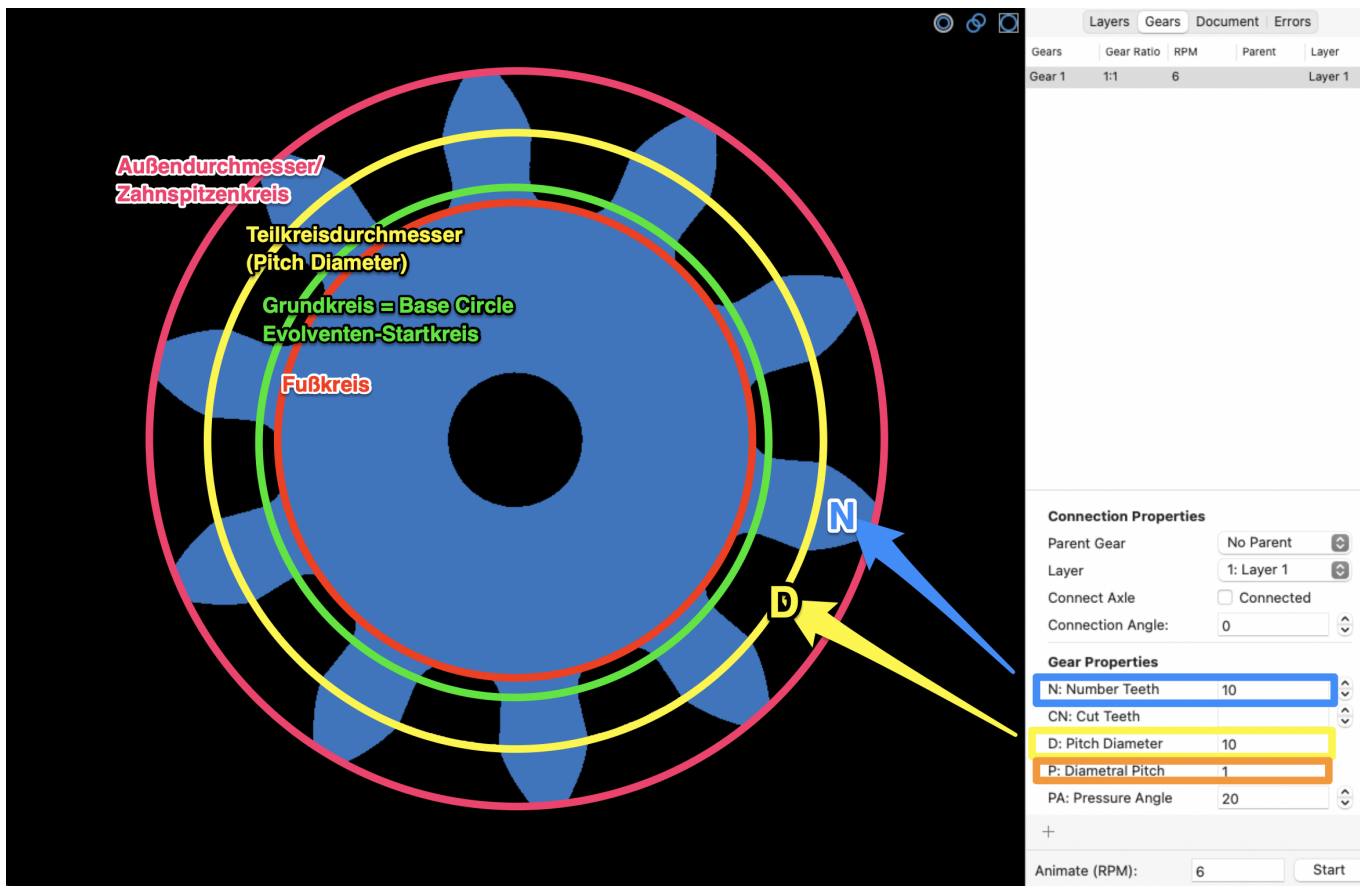 Layers Gears Document Errors
Gears Gear Ratio RPM Parent Layer
Gear 1 1:1 6 Layer 1
Außendurchmesser/
Zahnspitzenkreis
Teilkreisdurchmesser
(Pitch Diameter)
Grundkreis = Base Circle
Evolventen-Startkreis
Fußkreis
N
D
Connection Properties
Parent Gear No Parent
Layer 1: Layer 1
Connect Axle Connected
Connection Angle: 0
Gear Properties
N: Number Teeth 10
CN: Cut Teeth
D: Pitch Diameter 10
P: Diametral Pitch 1
PA: Pressure Angle 20
+
Animate (RPM): 6 Start